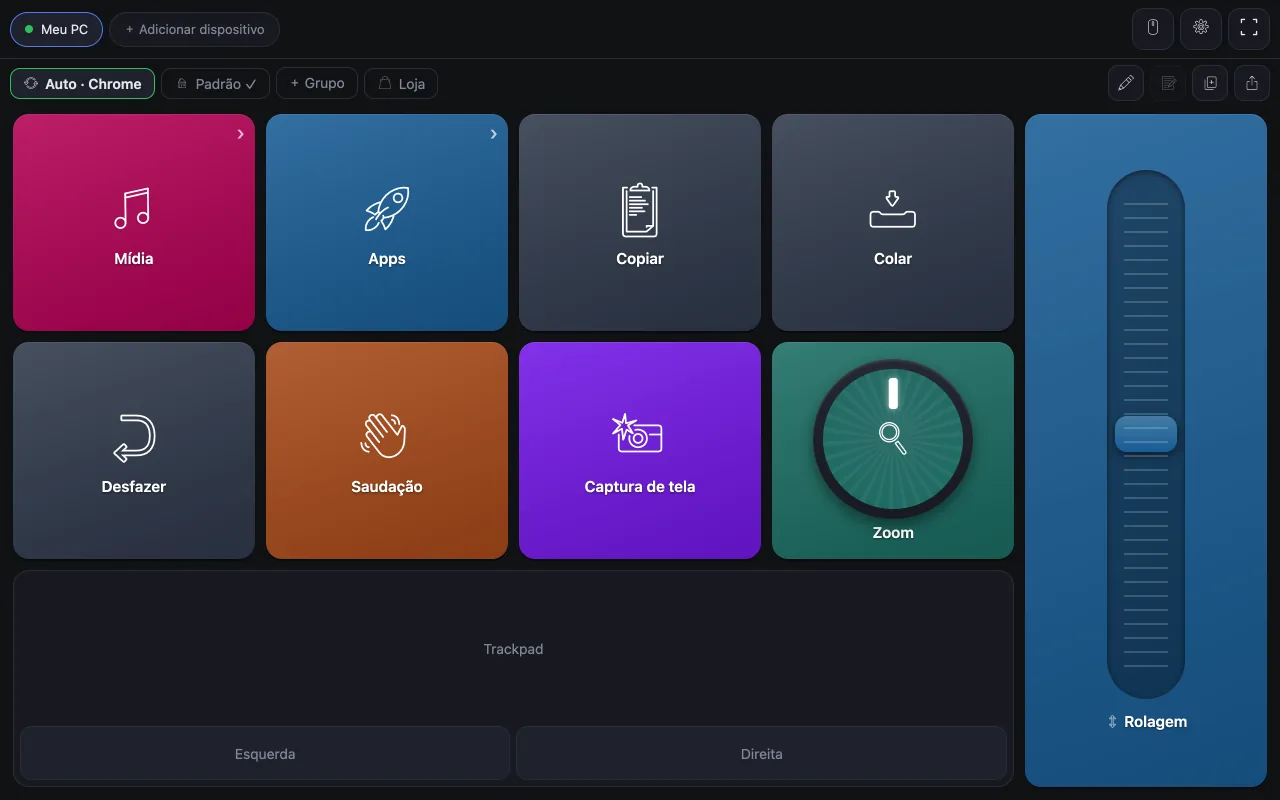 Meu PC
+ Adicionar dispositivo
Auto · Chrome
Padrão ✓
+ Grupo
Loja
Mídia
Apps
Copiar
Colar
Desfazer
Saudação
Captura de tela
Zoom
Trackpad
Esquerda
Direita
⇕ Rolagem